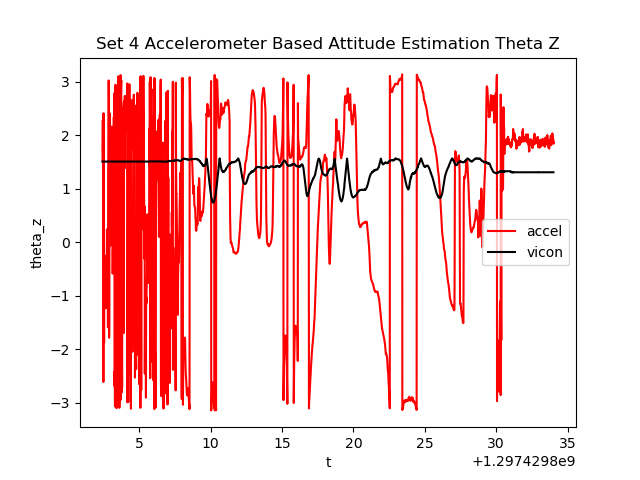 Set 4 Accelerometer Based Attitude Estimation Theta Z
theta_z
3
2
1
0
−1
−2
−3
accel
vicon
5
10
15
20
25
30
35
t
+1.2974298e9